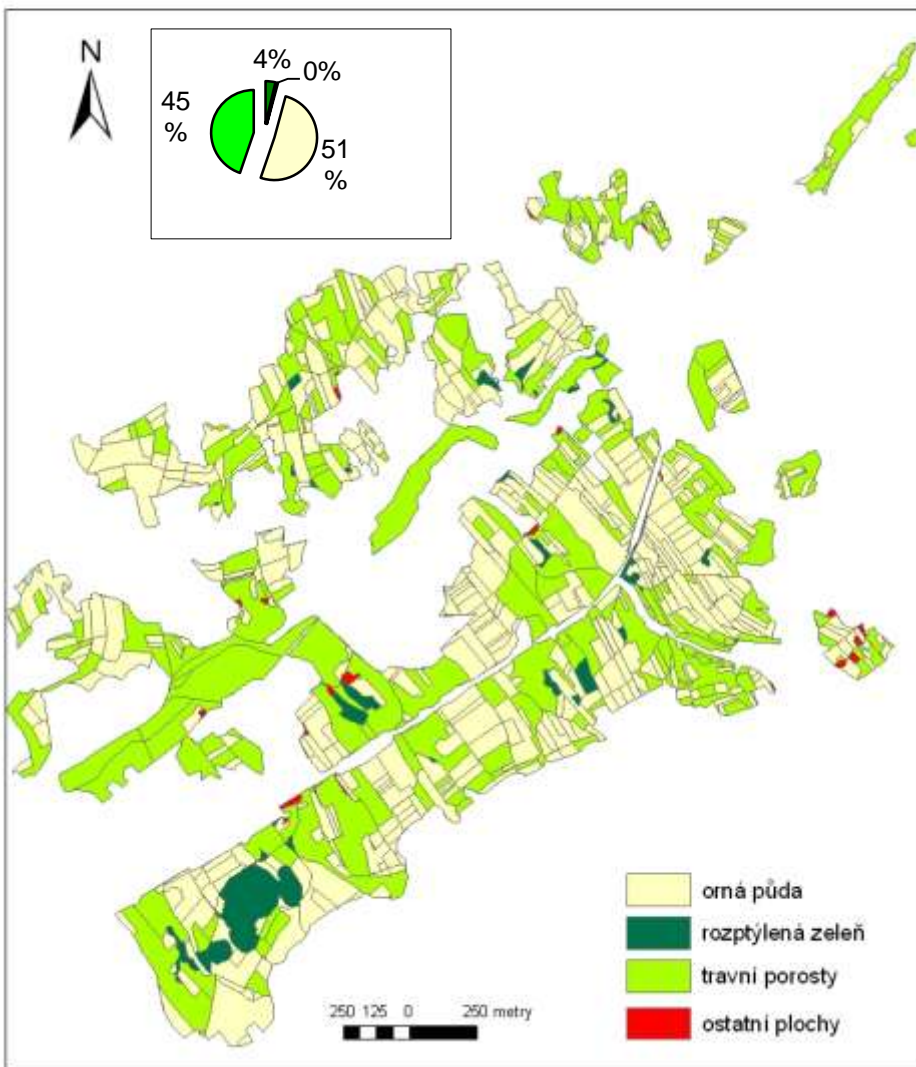 N
4%
0%
45
%
51
%
orná půda
rozptýlená zeleň
travní porosty
ostatní plochy
250 125 0 250 metry